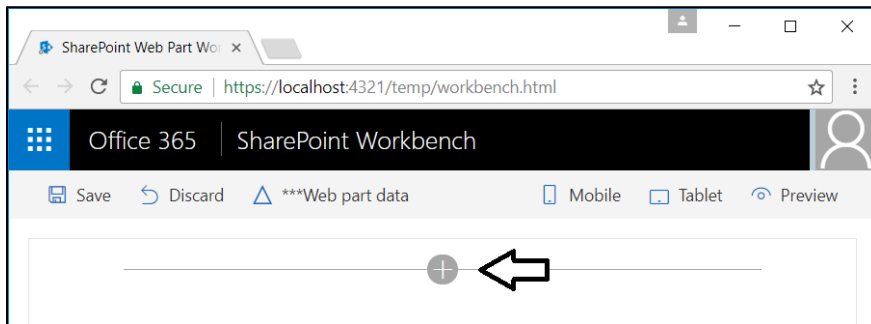 SharePoint Web Part Wor
Secure | https://localhost:4321/temp/workbench.html
Office 365 SharePoint Workbench
Save Discard ***Web part data Mobile Tablet Preview